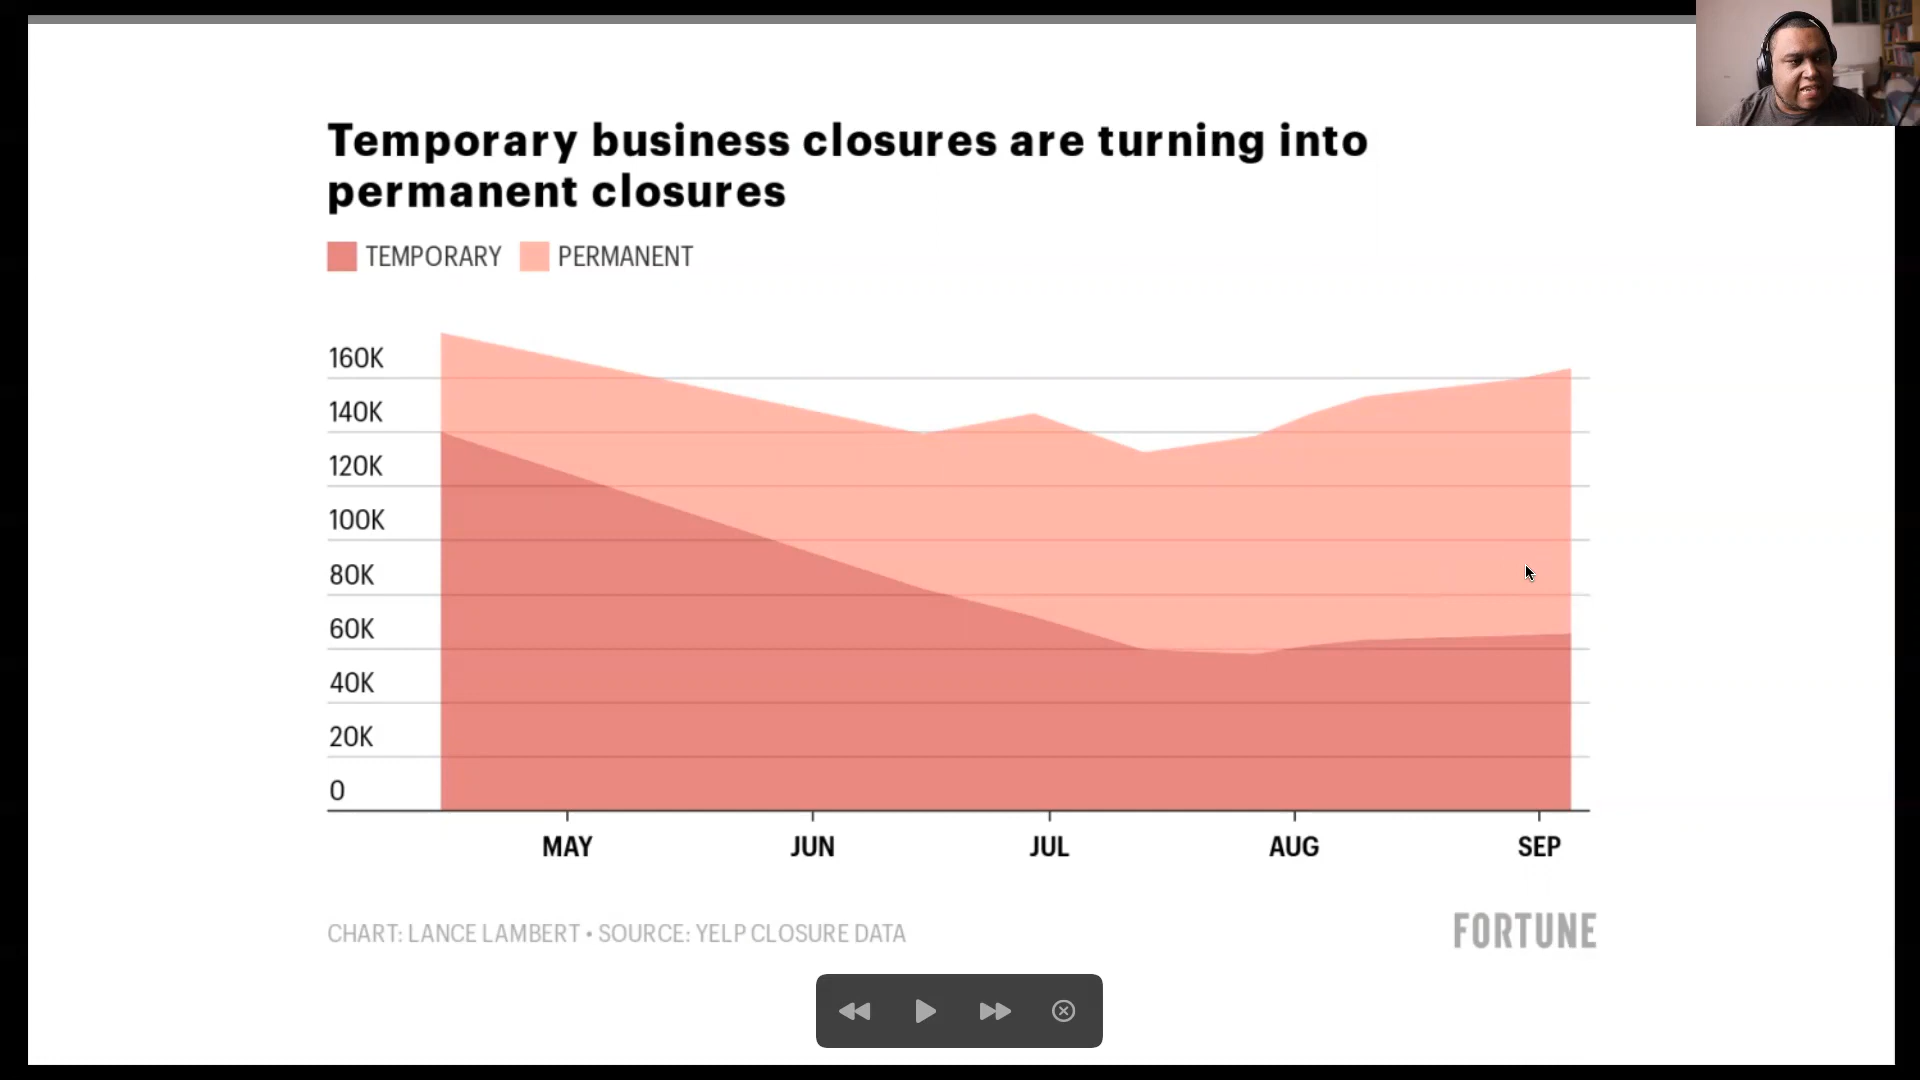 Temporary business closures are turning into
permanent closures
TEMPORARY PERMANENT
160K
140K
120K
100K
80K
60K
40K
20K
0
MAY JUN JUL AUG SEP
CHART: LANCE LAMBERT • SOURCE: YELP CLOSURE DATA
FORTUNE